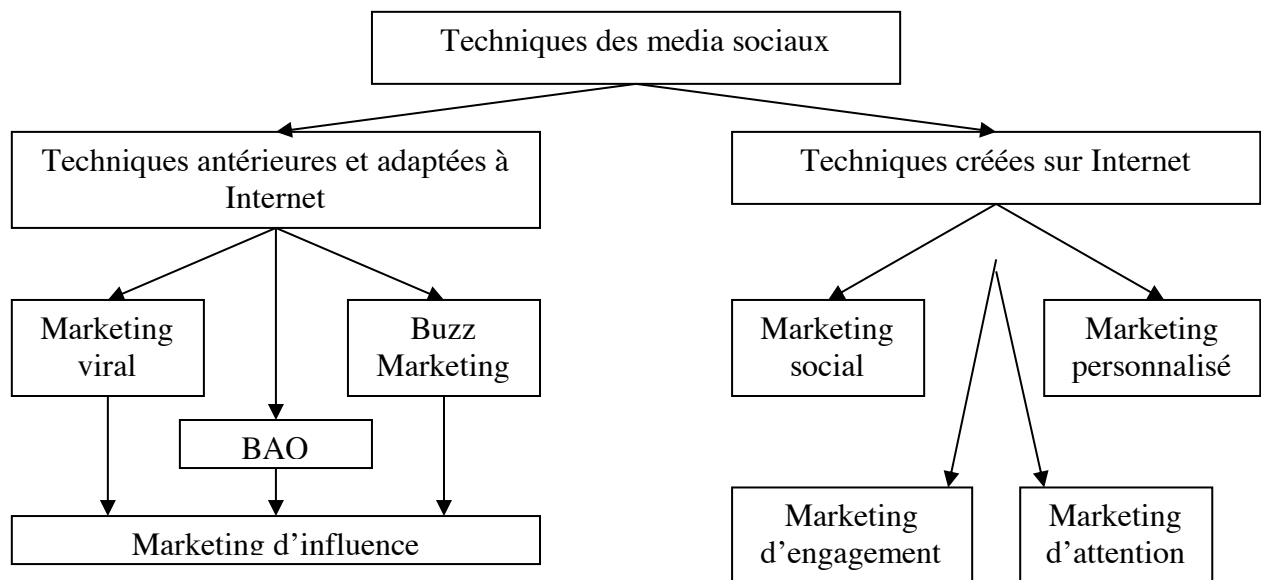 Techniques des media sociaux
Techniques antérieures et adaptées à
Internet
Techniques créées sur Internet
Marketing
viral
Buzz
Marketing
BAO
Marketing d’influence
Marketing
social
Marketing
personnalisé
Marketing
d’engagement
Marketing
d’attention